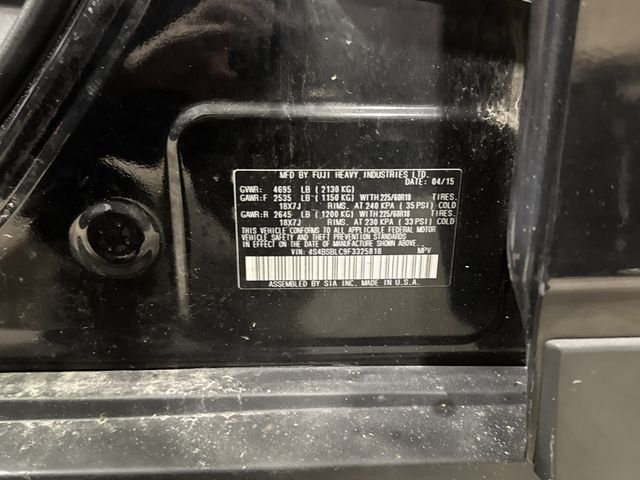 MFD BY FUJI HEAVY INDUSTRIES LTD.
DATE: 04/15
GVWR: 4695 LB ( 2130 KG)
GAWR:F 2535 LB ( 1150 KG) WITH 225/60R18 TIRES.
18X7J RIMS. AT 240 KPA ( 35 PSI) COLD
GAWR:R 2645 LB ( 1200 KG) WITH 225/60R18 TIRES.
18X7J RIMS. AT 230 KPA ( 33 PSI) COLD
THIS VEHICLE CONFORMS TO ALL APPLICABLE FEDERAL MOTOR
VEHICLE SAFETY AND THEFT PREVENTION STANDARDS
IN EFFECT ON THE DATE OF MANUFACTURE SHOWN ABOVE.
VIN: 4S4BSBLC9F3325818 MPV
ASSEMBLED BY SIA INC. MADE IN U.S.A.